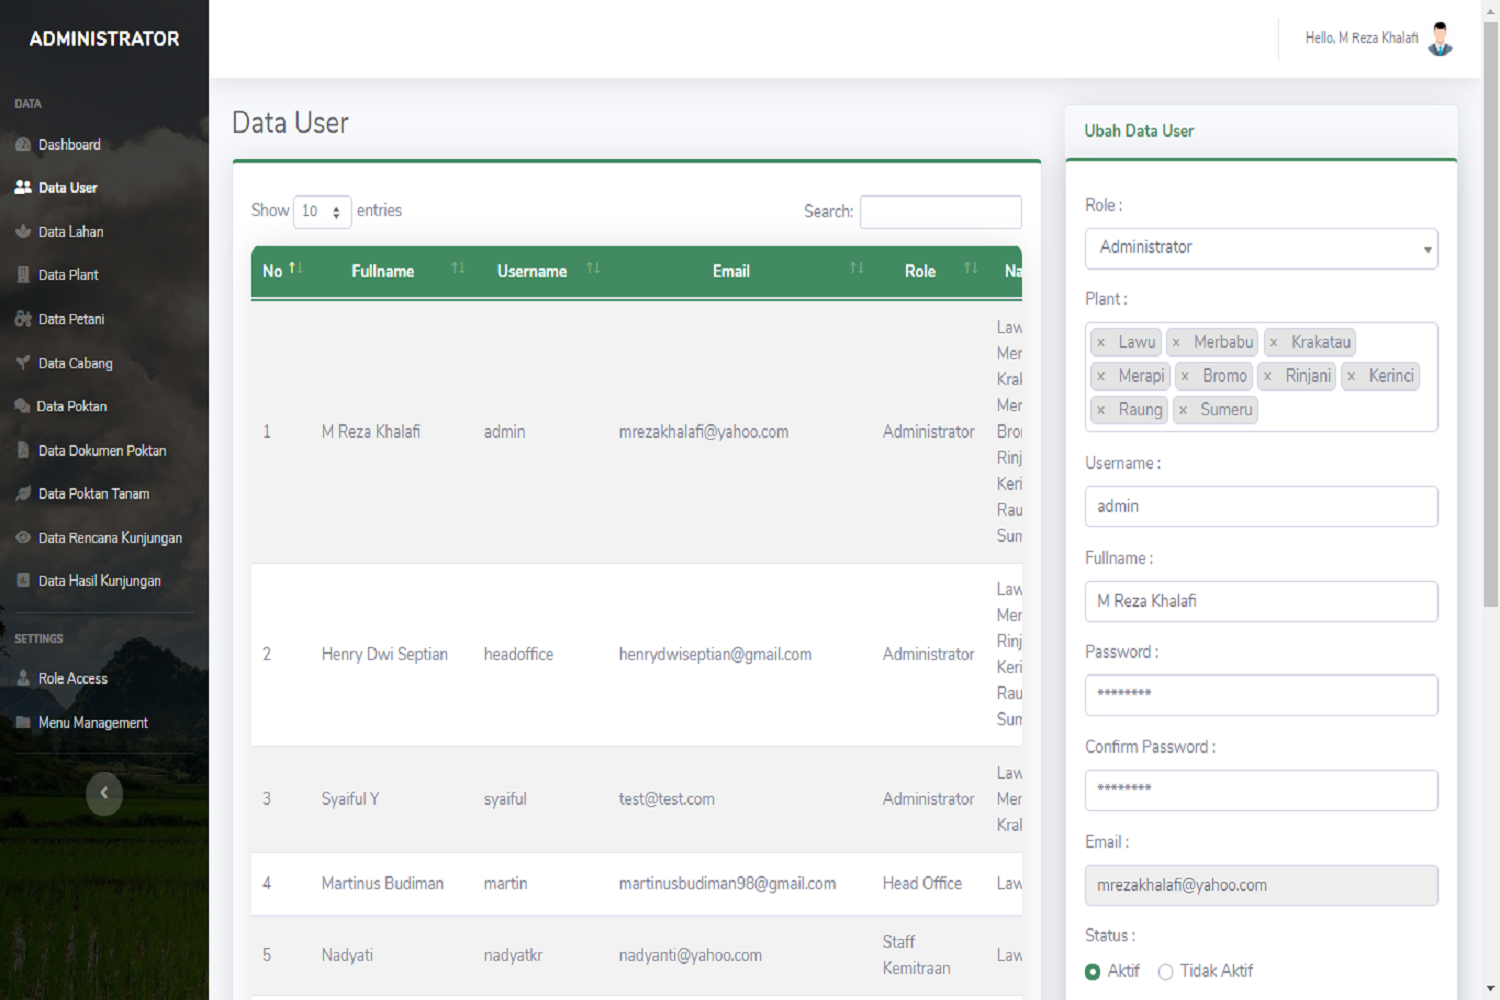 ADMINISTRATOR
Hello, M Reza Khalafi
DATA
Dashboard
Data User
Data Lahan
Data Plant
Data Petani
Data Cabang
Data Poktan
Data Dokumen Poktan
Data Poktan Tanam
Data Rencana Kunjungan
Data Hasil Kunjungan
SETTINGS
Role Access
Menu Management
Data User
Show 10 entries
Search:
No Fullname Username Email Role Na
Law
Mer
Kral
Mer
1 M Reza Khalafi admin mrezakhalafi@yahoo.com Administrator Bro
Rinj
Keri
Rau
Sum
Law
Mer
Rinj
2 Henry Dwi Septian headoffice henrydwiseptian@gmail.com Administrator Keri
Rau
Sum
Law
3 Syaiful Y syaiful test@test.com Administrator Mer
Kral
4 Martinus Budiman martin martinusbudiman98@gmail.com Head Office Law
5 Nadyati nadyatkr nadyanti@yahoo.com Staff Kemitraan Law
Ubah Data User
Role :
Administrator
Plant :
× Lawu × Merbabu × Krakatau
× Merapi × Bromo × Rinjani × Kerinci
× Raung × Sumeru
Username :
admin
Fullname :
M Reza Khalafi
Password :
********
Confirm Password :
********
Email :
mrezakhalafi@yahoo.com
Status :
Aktif Tidak Aktif